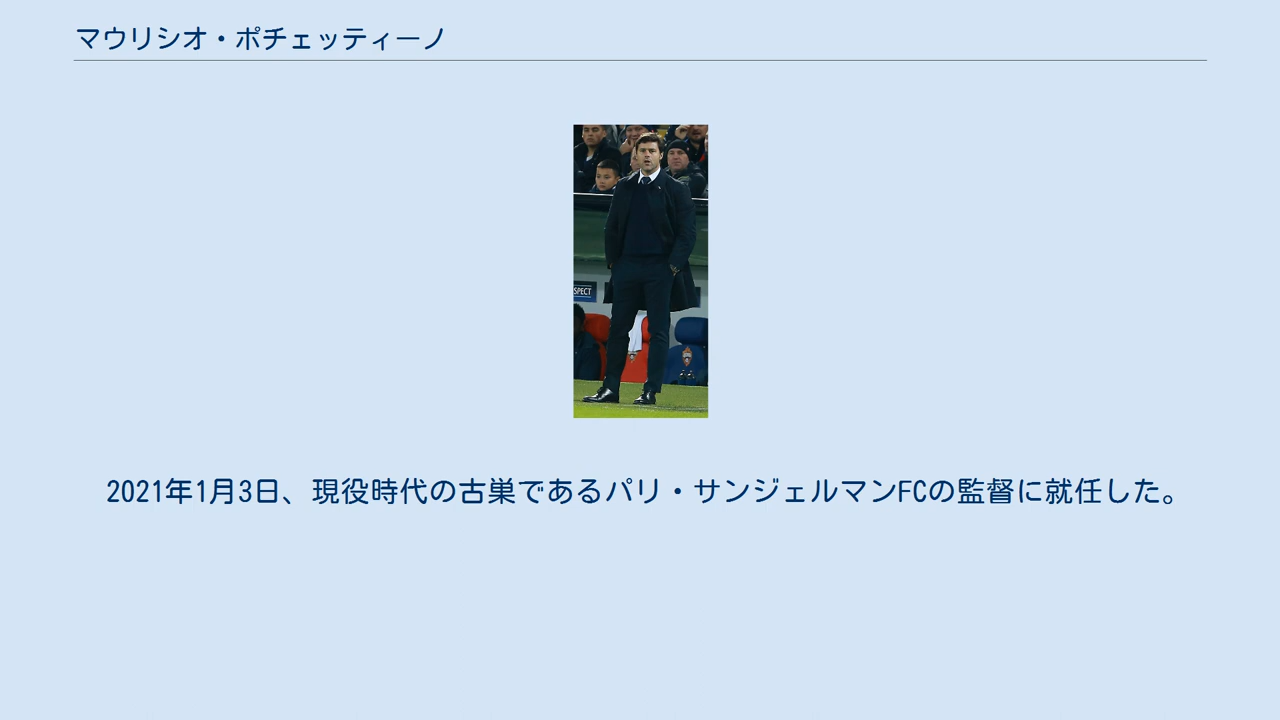 マウリシオ・ポチェッティーノ
SPECT
2021年1月3日、現役時代の古巣であるパリ・サンジェルマンFCの監督に就任した。